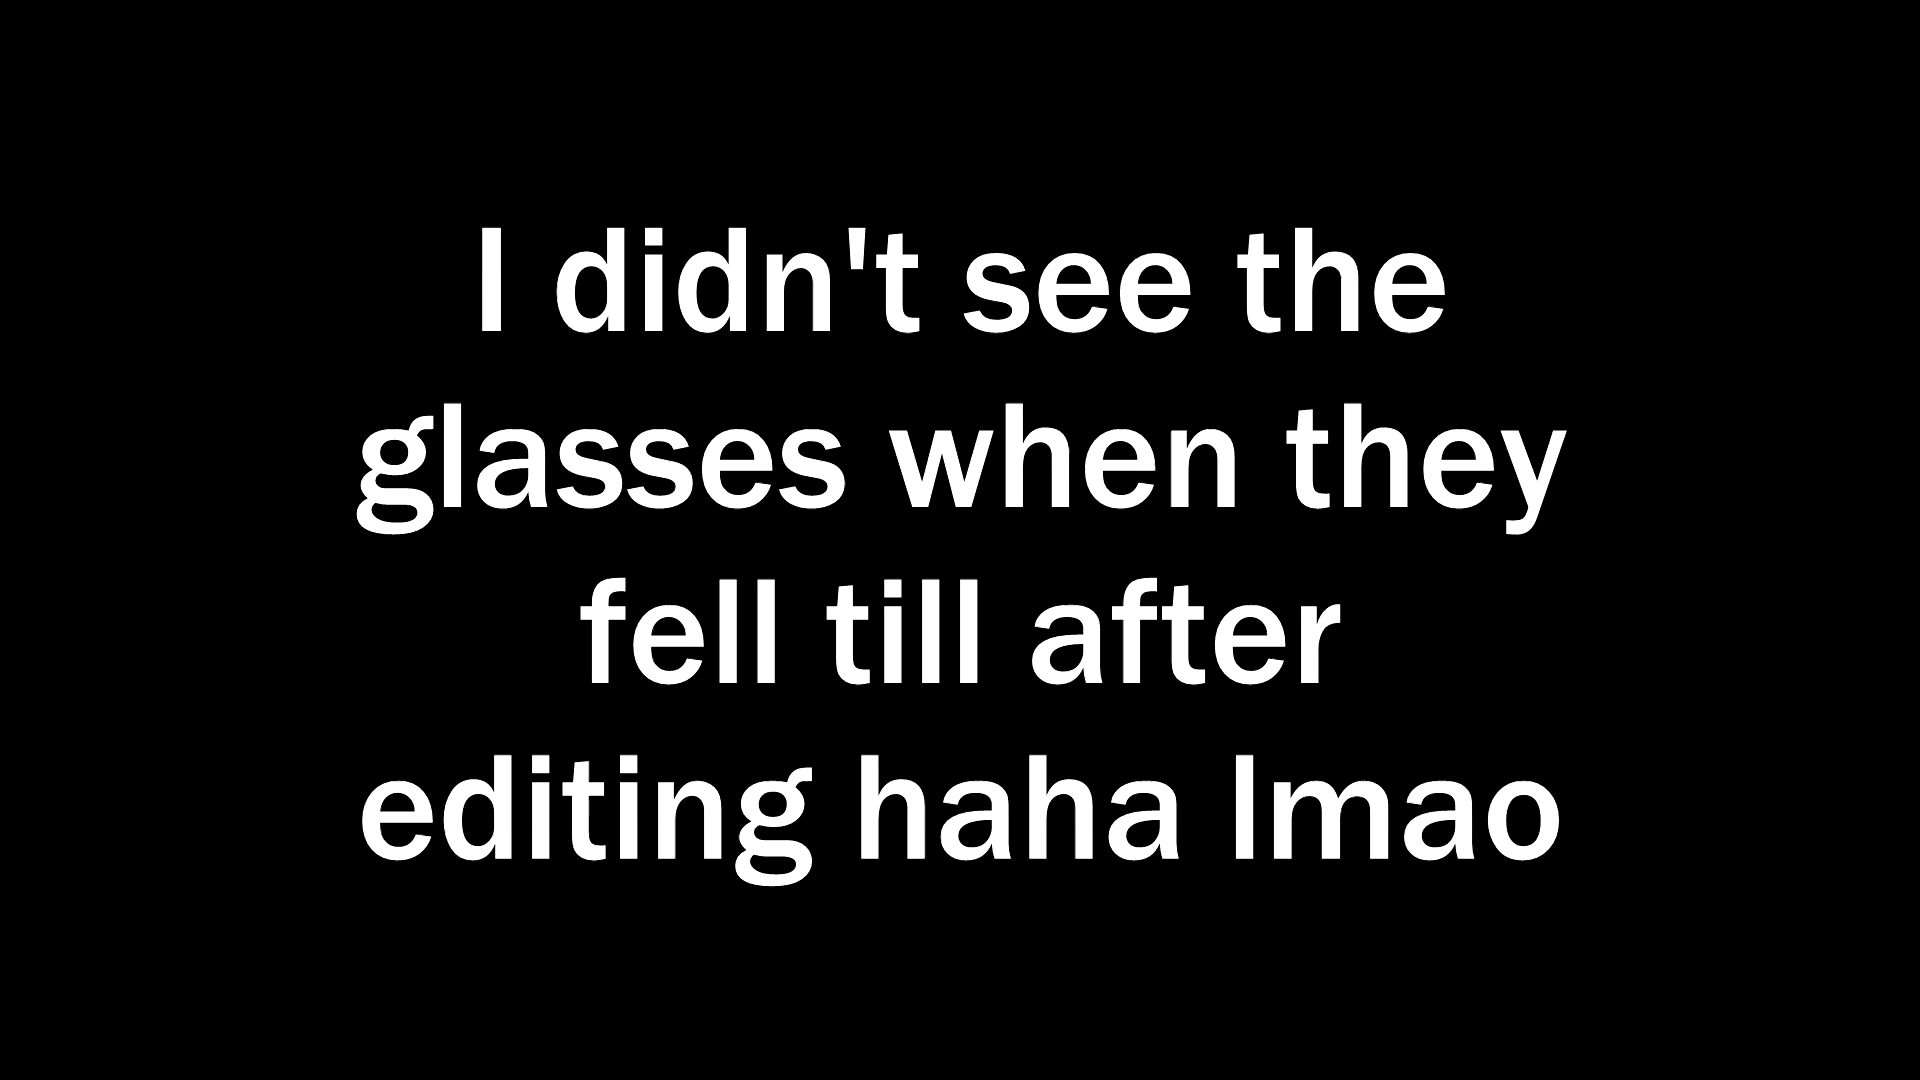 I didn't see the
glasses when they
fell till after
editing haha lmao